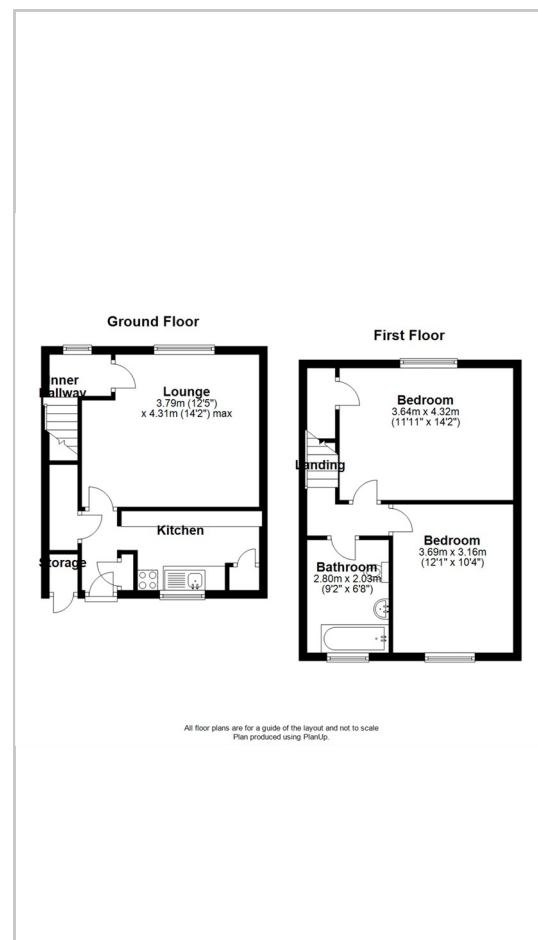 Ground Floor
Inner
Hallway
Lounge
3.79m (12'5")
x 4.31m (14'2") max
Kitchen
Storage
First Floor
Bedroom
3.64m x 4.32m
(11'11" x 14'2")
Landing
Bedroom
3.69m x 3.16m
(12'1" x 10'4")
Bathroom
2.80m x 2.03m
(9'2" x 6'8")
All floor plans are for a guide of the layout and not to scale
Plan produced using PlanUp.